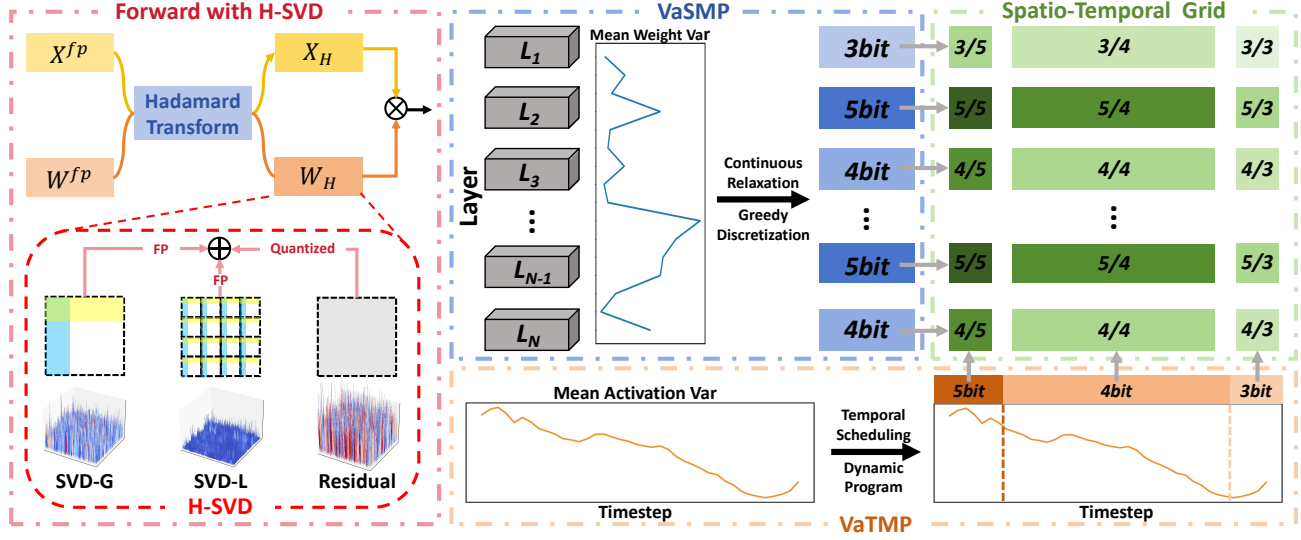 Forward with H-SVD
X^{fp}
X_H
Hadamard
Transform
W^{fp}
W_H
FP
Quantized
FP
SVD-G
SVD-L
Residual
H-SVD
VaSMP
Mean Weight Var
Layer
L_1
L_2
L_3
L_{N-1}
L_N
Continuous
Relaxation
Greedy
Discretization
3bit
5bit
4bit
5bit
4bit
Spatio-Temporal Grid
3/5 3/4 3/3
5/5 5/4 5/3
4/5 4/4 4/3
5/5 5/4 5/3
4/5 4/4 4/3
Mean Activation Var
Timestep
Temporal
Scheduling
Dynamic
Program
5bit 4bit 3bit
Timestep
VaTMP